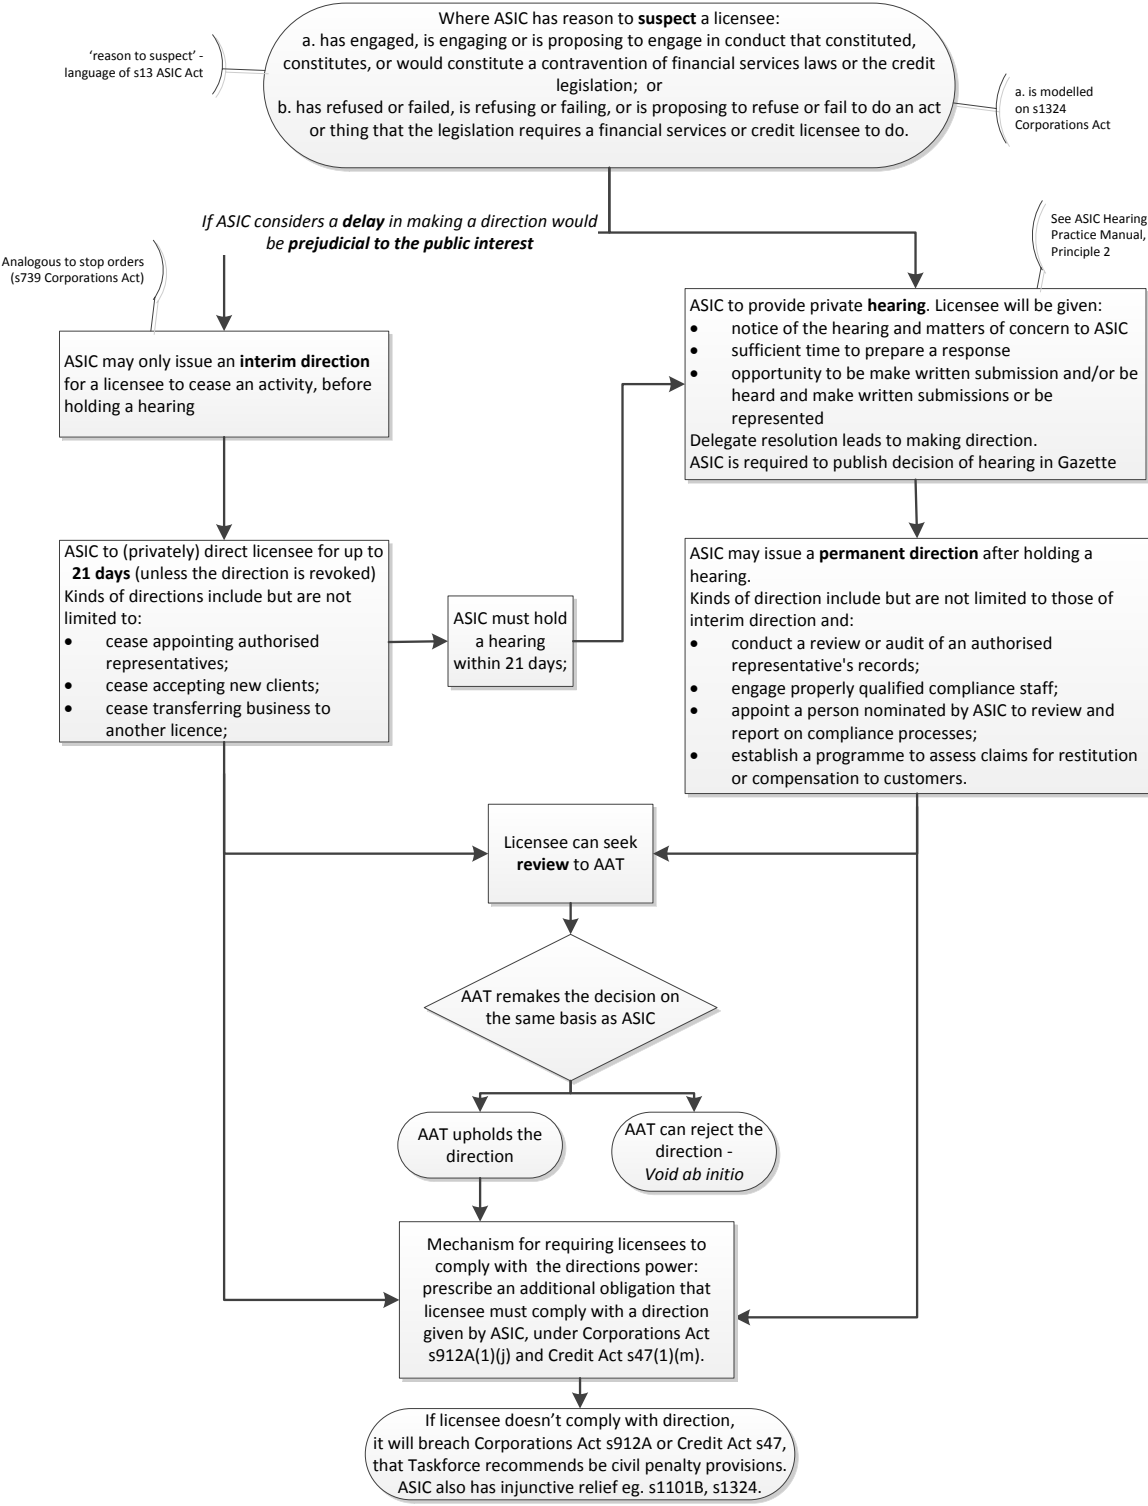 Where ASIC has reason to suspect a licensee:
a. has engaged, is engaging or is proposing to engage in conduct that constituted,
constitutes, or would constitute a contravention of financial services laws or the credit
legislation; or
b. has refused or failed, is refusing or failing, or is proposing to refuse or fail to do an act
or thing that the legislation requires a financial services or credit licensee to do.
'reason to suspect' -
language of s13 ASIC Act
a. is modelled
on s1324
Corporations Act
If ASIC considers a delay in making a direction would
be prejudicial to the public interest
See ASIC Hearing
Practice Manual,
Principle 2
Analogous to stop orders
(s739 Corporations Act)
ASIC may only issue an interim direction
for a licensee to cease an activity, before
holding a hearing
ASIC to provide private hearing. Licensee will be given:
• notice of the hearing and matters of concern to ASIC
• sufficient time to prepare a response
• opportunity to be make written submission and/or be
heard and make written submissions or be
represented
Delegate resolution leads to making direction.
ASIC is required to publish decision of hearing in Gazette
ASIC to (privately) direct licensee for up to
21 days (unless the direction is revoked)
Kinds of directions include but are not
limited to:
• cease appointing authorised
representatives;
• cease accepting new clients;
• cease transferring business to
another licence;
ASIC must hold
a hearing
within 21 days;
ASIC may issue a permanent direction after holding a
hearing.
Kinds of direction include but are not limited to those of
interim direction and:
• conduct a review or audit of an authorised
representative's records;
• engage properly qualified compliance staff;
• appoint a person nominated by ASIC to review and
report on compliance processes;
• establish a programme to assess claims for restitution
or compensation to customers.
Licensee can seek
review to AAT
AAT remakes the decision on
the same basis as ASIC
AAT upholds the
direction
AAT can reject the
direction -
Void ab initio
Mechanism for requiring licensees to
comply with the directions power:
prescribe an additional obligation that
licensee must comply with a direction
given by ASIC, under Corporations Act
s912A(1)(j) and Credit Act s47(1)(m).
If licensee doesn't comply with direction,
it will breach Corporations Act s912A or Credit Act s47,
that Taskforce recommends be civil penalty provisions.
ASIC also has injunctive relief eg. s1101B, s1324.